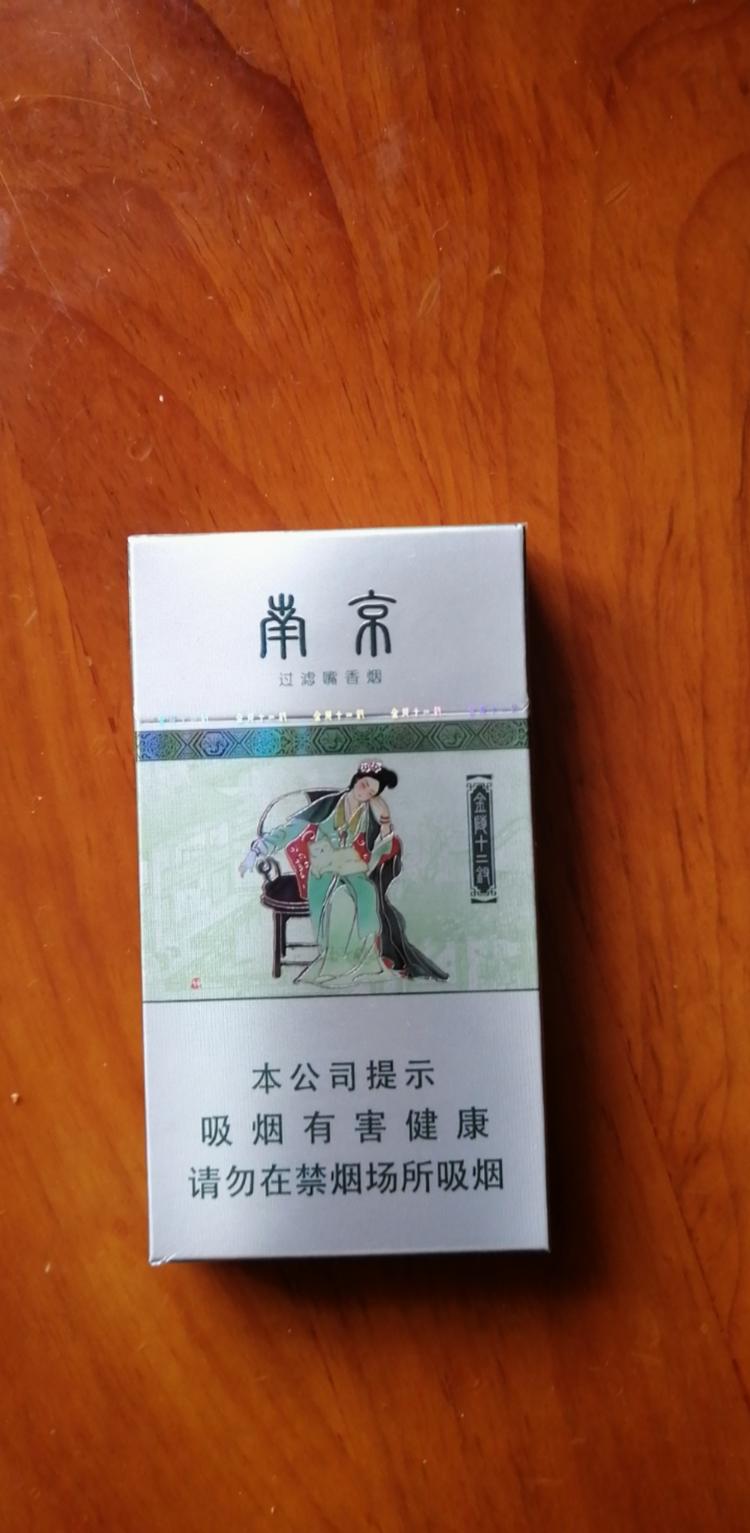 南京
过滤嘴香烟
金陵十二钗
本公司提示
吸烟有害健康
请勿在禁烟场所吸烟